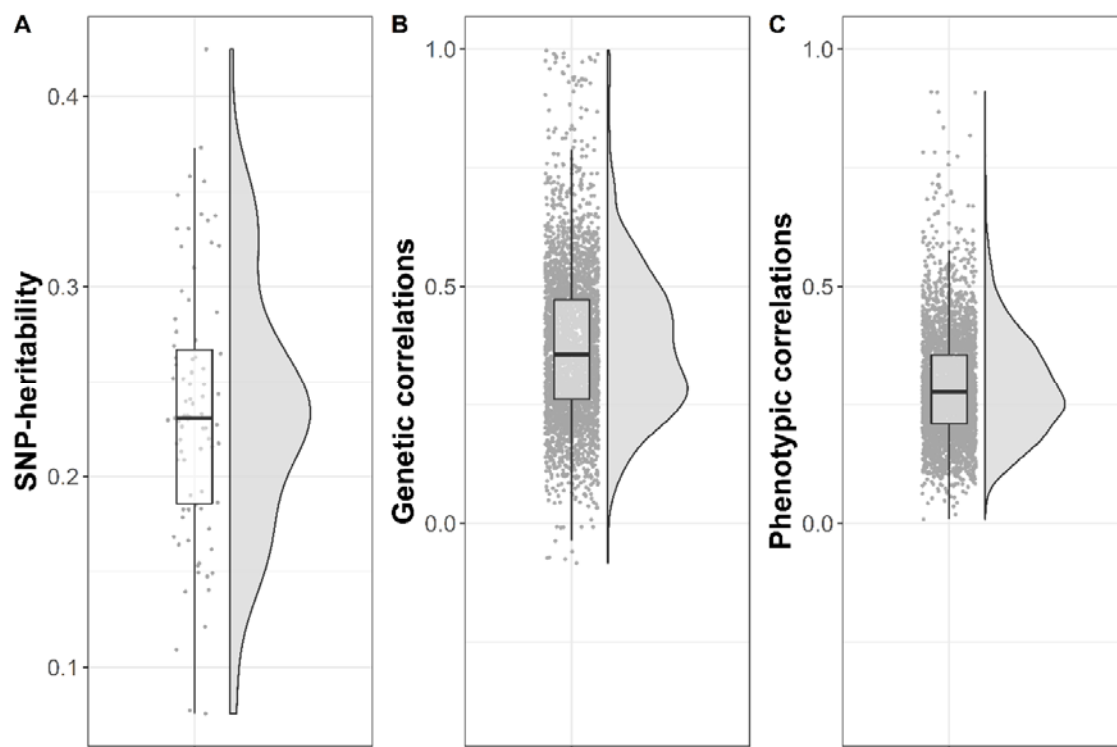 A
SNP-heritability
0.4
0.3
0.2
0.1
B
Genetic correlations
1.0
0.5
0.0
C
Phenotypic correlations
1.0
0.5
0.0